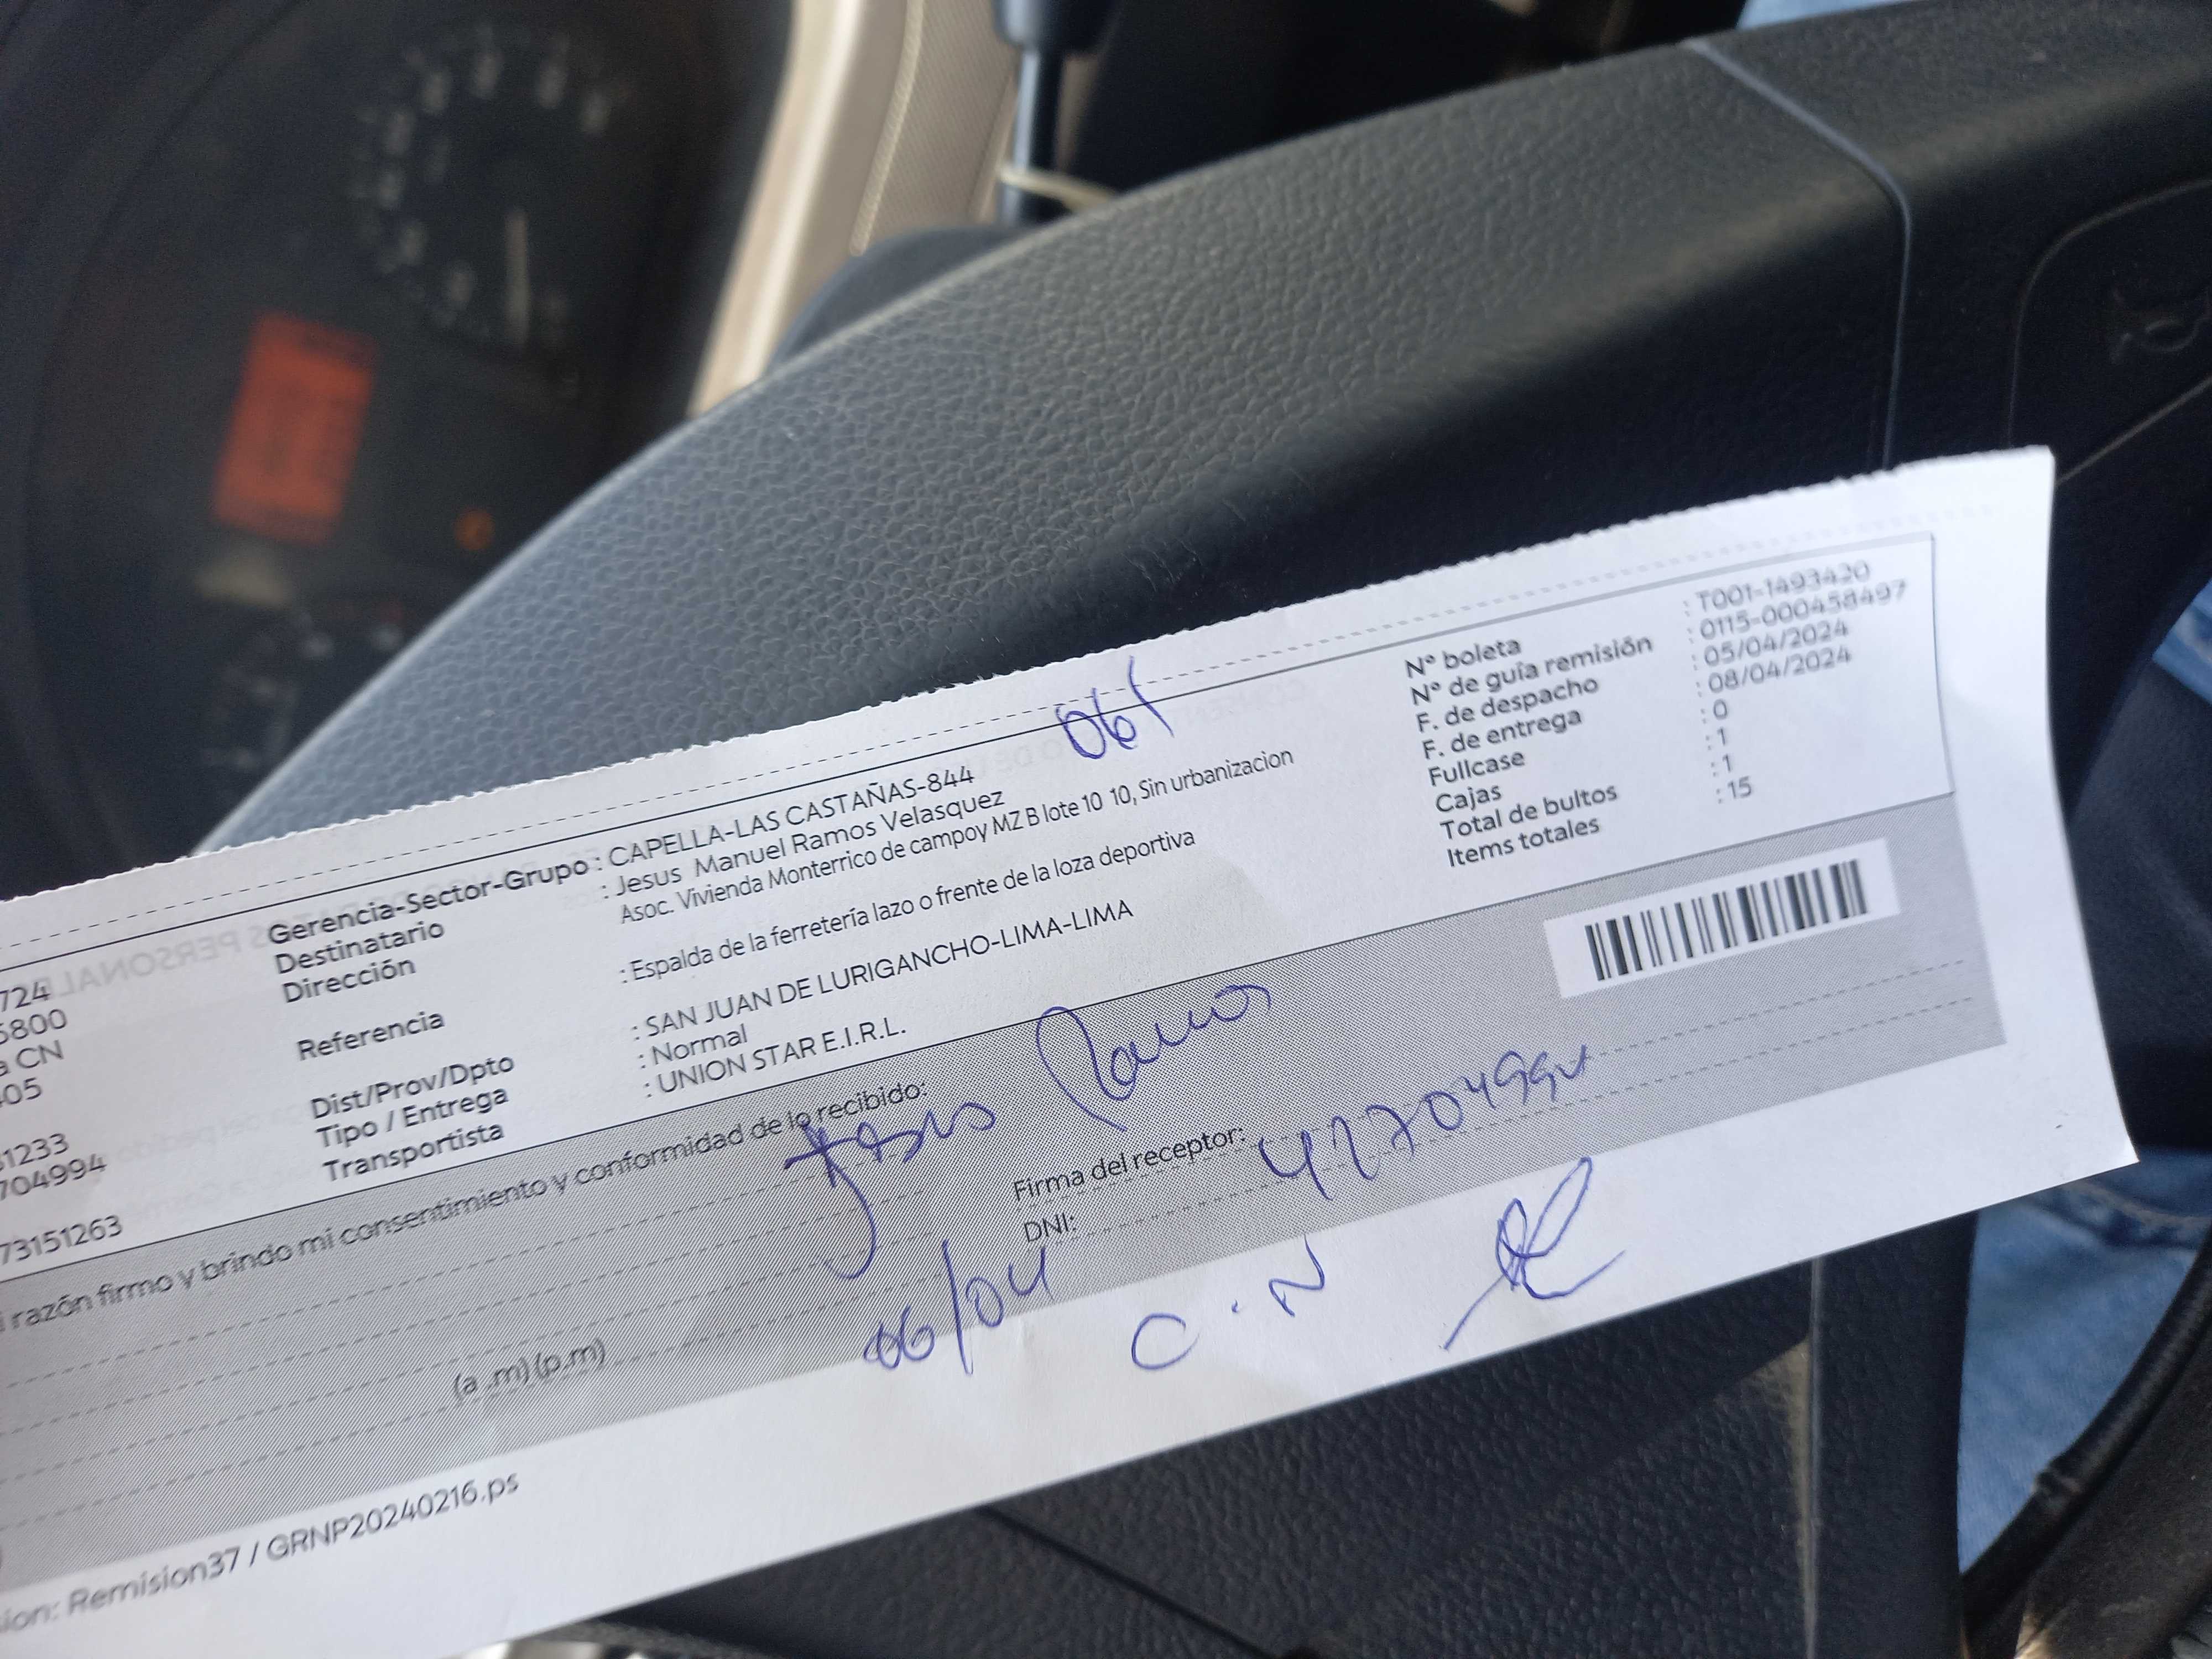 061
Gerencia-Sector-Grupo : CAPELLA-LAS CASTAÑAS-844
Destinatario : Jesus Manuel Ramos Velasquez
Dirección Asoc. Vivienda Monterrico de campoy MZ B lote 10 10, Sin urbanizacion
Referencia : Espalda de la ferretería lazo o frente de la loza deportiva
Dist/Prov/Dpto : SAN JUAN DE LURIGANCHO-LIMA-LIMA
Tipo / Entrega : Normal
Transportista : UNION STAR E.I.R.L.
N° boleta : T001-1493420
N° de guía remisión : 0115-000458497
F. de despacho : 05/04/2024
F. de entrega : 08/04/2024
Fullcase : 0
Cajas : 1
Total de bultos : 1
Items totales : 15
724
5800
a CN
405
31233
704994
73151263
razón firmo y brindo mi consentimiento y conformidad de lo recibido:
Jesus Ramos
Firma del receptor:
DNI: 42704994
(a .m) (p.m)
06/04
C.N
ion: Remision37 / GRNP20240216.ps